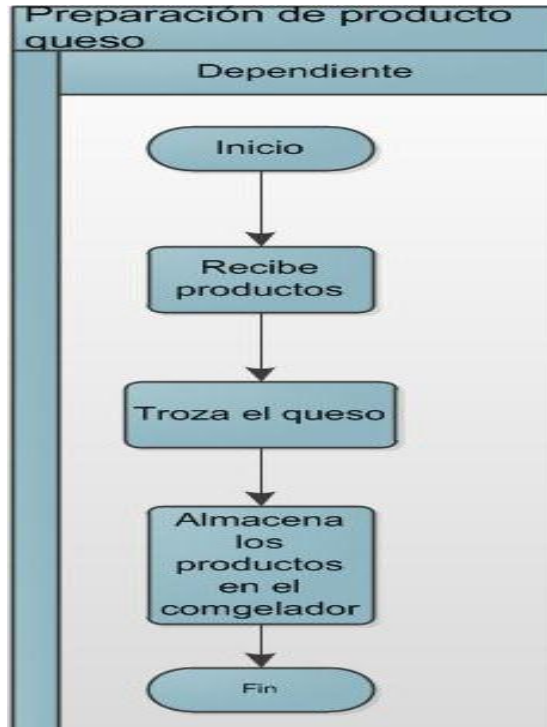 Preparación de producto
queso
Dependiente
Inicio
Recibe
productos
Troza el queso
Almacena
los
productos
en el
comgelador
Fin